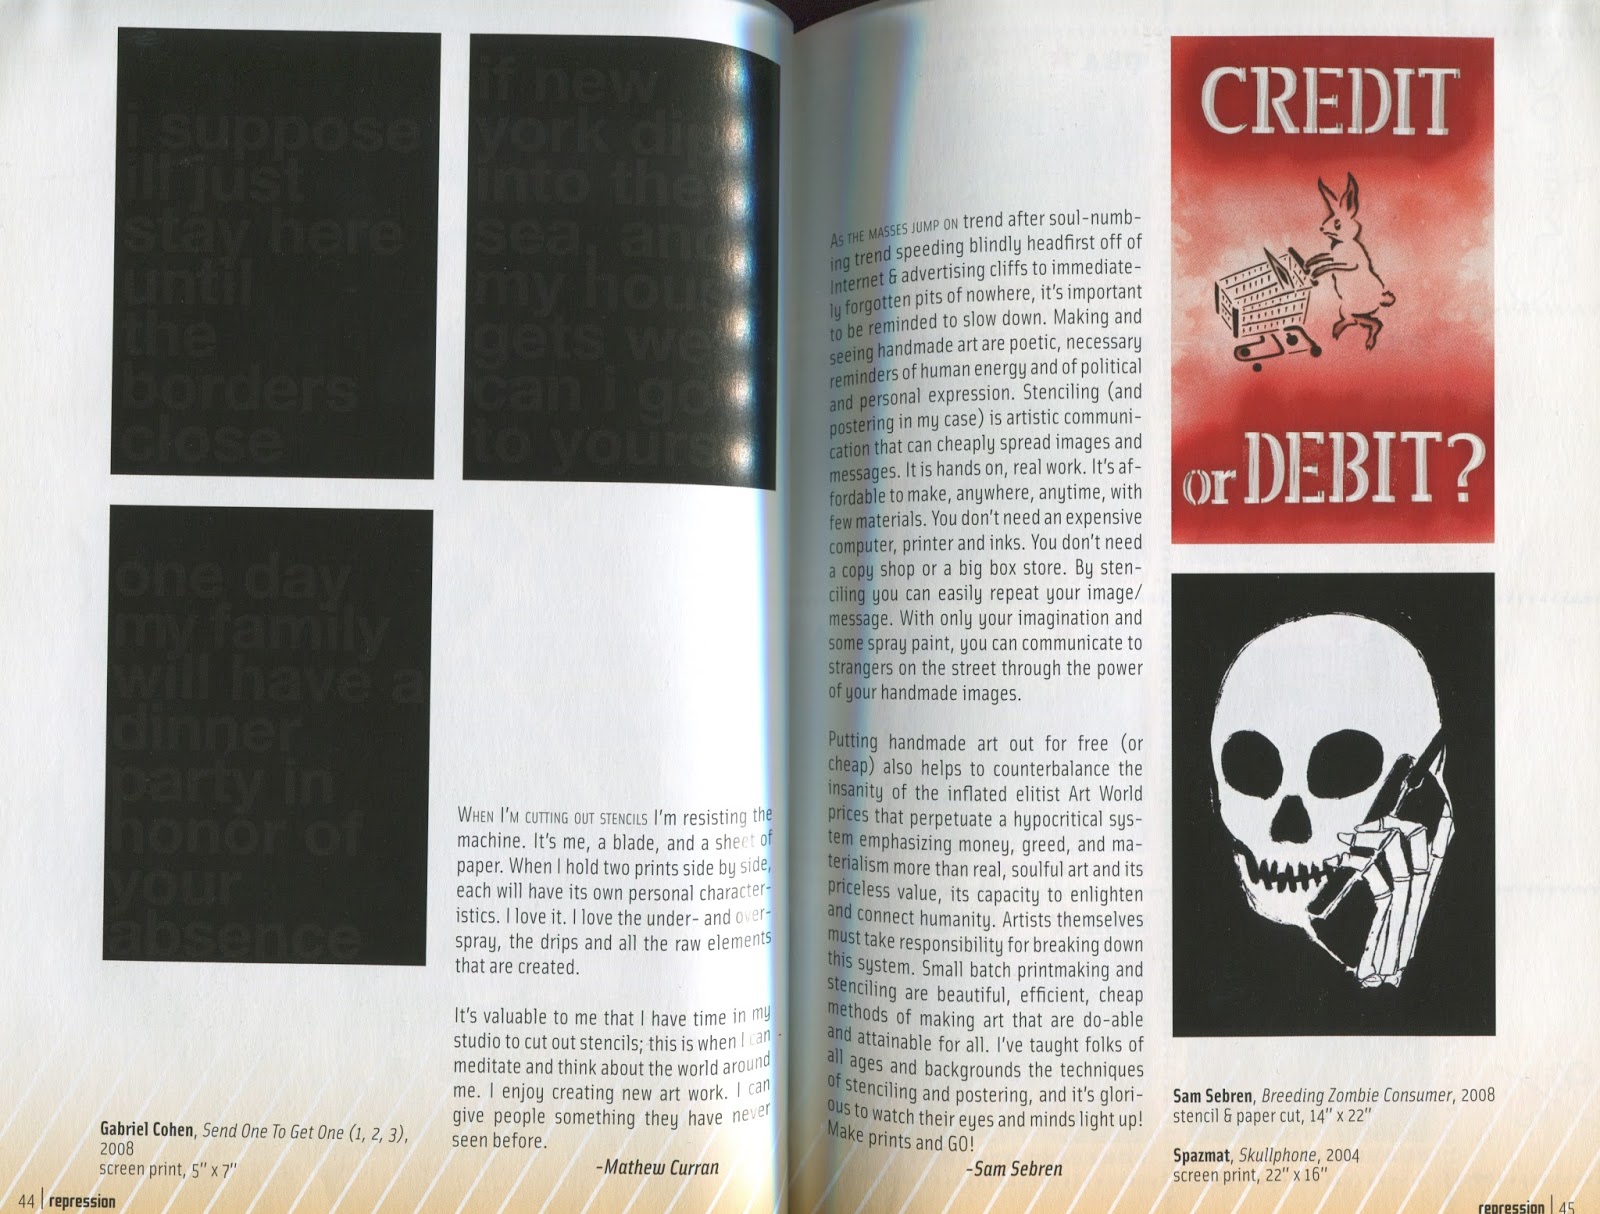 i suppose
ill just
stay here
until
the
borders
close
if new
york dip
into the
sea and
my hous
gets we
can i go
to yours
one day
my family
will have a
dinner
party in
honor of
your
absence
WHEN I'M CUTTING OUT STENCILS I'm resisting the
machine. It's me, a blade, and a sheet of
paper. When I hold two prints side by side,
each will have its own personal character-
istics. I love it. I love the under- and over-
spray, the drips and all the raw elements
that are created.
It's valuable to me that I have time in my
studio to cut out stencils; this is when I can
meditate and think about the world around
me. I enjoy creating new art work. I can
give people something they have never
seen before.
-Mathew Curran
Gabriel Cohen, Send One To Get One (1, 2, 3),
2008
screen print, 5" x 7"
44 | repression
AS THE MASSES JUMP ON trend after soul-numb-
ing trend speeding blindly headfirst off of
Internet & advertising cliffs to immediate-
ly forgotten pits of nowhere, it's important
to be reminded to slow down. Making and
seeing handmade art are poetic, necessary
reminders of human energy and of political
and personal expression. Stenciling (and
postering in my case) is artistic communi-
cation that can cheaply spread images and
messages. It is hands on, real work. It's af-
fordable to make, anywhere, anytime, with
few materials. You don't need an expensive
computer, printer and inks. You don't need
a copy shop or a big box store. By sten-
ciling you can easily repeat your image/
message. With only your imagination and
some spray paint, you can communicate to
strangers on the street through the power
of your handmade images.
Putting handmade art out for free (or
cheap) also helps to counterbalance the
insanity of the inflated elitist Art World
prices that perpetuate a hypocritical sys-
tem emphasizing money, greed, and ma-
terialism more than real, soulful art and its
priceless value, its capacity to enlighten
and connect humanity. Artists themselves
must take responsibility for breaking down
this system. Small batch printmaking and
stenciling are beautiful, efficient, cheap
methods of making art that are do-able
and attainable for all. I've taught folks of
all ages and backgrounds the techniques
of stenciling and postering, and it's glori-
ous to watch their eyes and minds light up!
Make prints and GO!
-Sam Sebren
CREDIT
or DEBIT?
Sam Sebren, Breeding Zombie Consumer, 2008
stencil & paper cut, 14" x 22"
Spazmat, Skullphone, 2004
screen print, 22" x 16"
repression | 45